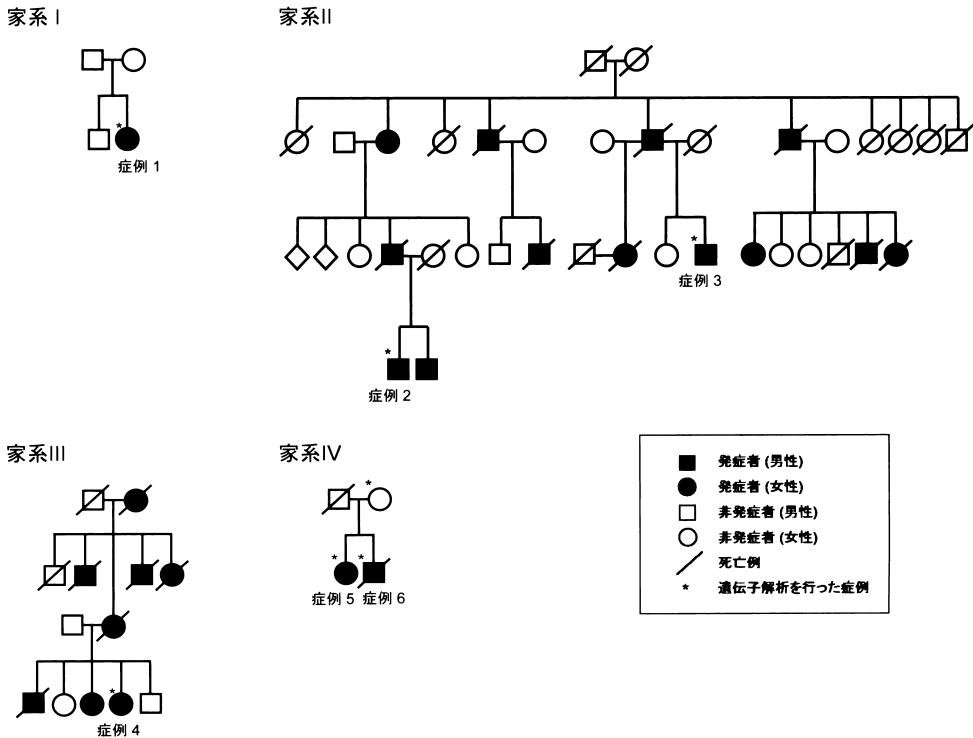 家系I
家系II
*
症例 1
*
症例 3
*
症例 2
家系III
家系IV
*
*
*
症例 5
症例 6
*
症例 4
発症者 (男性)
発症者 (女性)
非発症者 (男性)
非発症者 (女性)
死亡例
* 遺伝子解析を行った症例